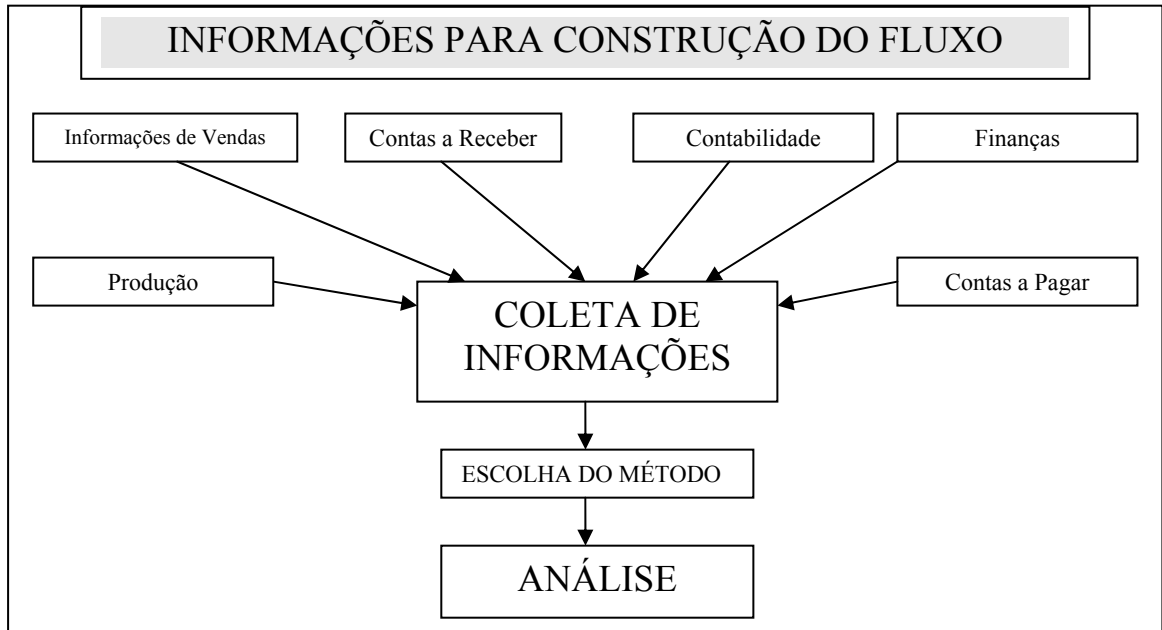 INFORMAÇÕES PARA CONSTRUÇÃO DO FLUXO
Informações de Vendas
Contas a Receber
Contabilidade
Finanças
Produção
Contas a Pagar
COLETA DE
INFORMAÇÕES
ESCOLHA DO MÉTODO
ANÁLISE